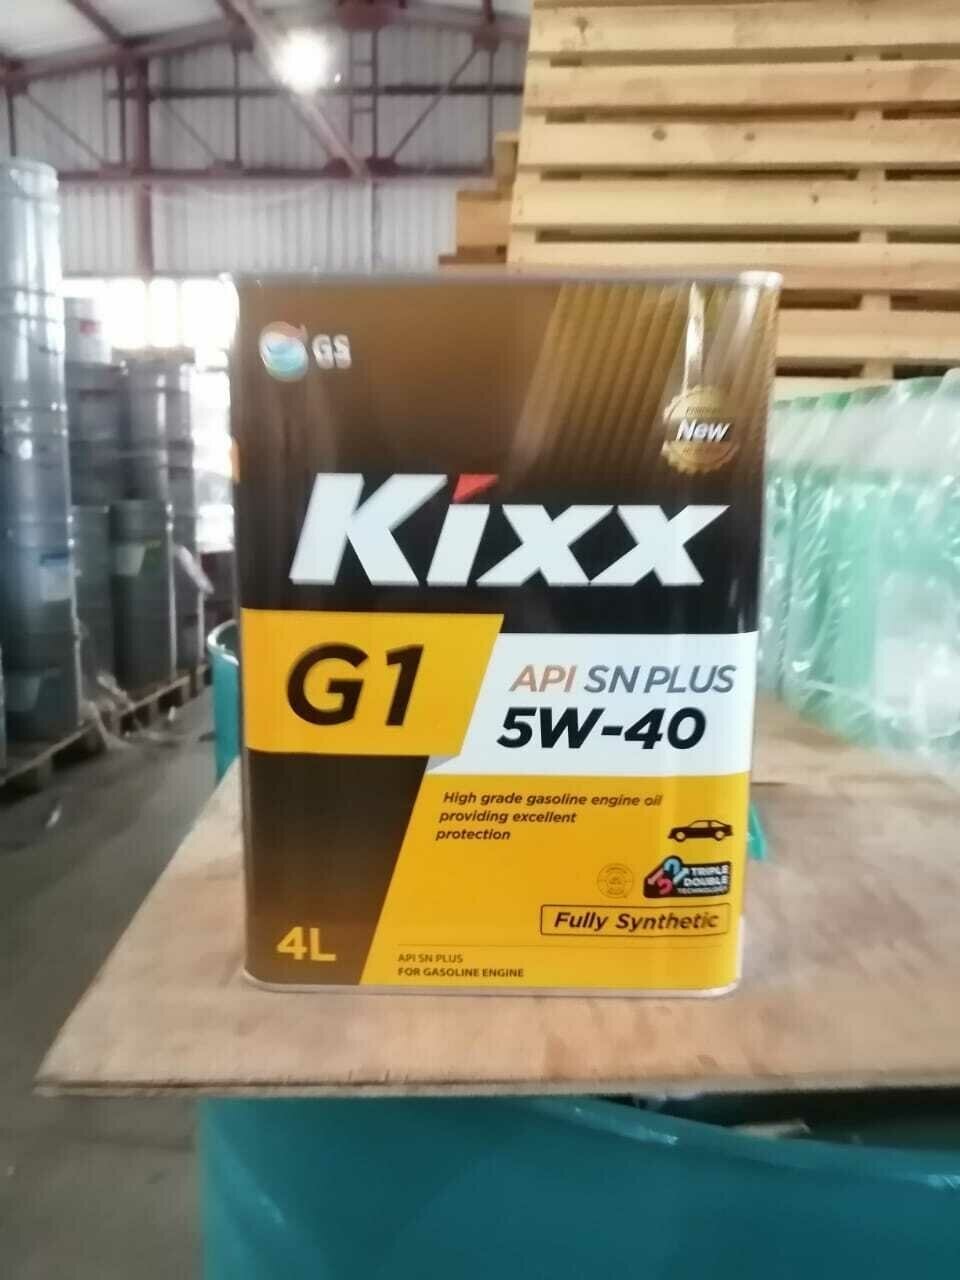 GS
New
Kixx
G1
API SN PLUS
5W-40
High grade gasoline engine oil
providing excellent
protection
TRIPLE
DOUBLE
TECHNOLOGY
Fully Synthetic
4L
API SN PLUS
FOR GASOLINE ENGINE